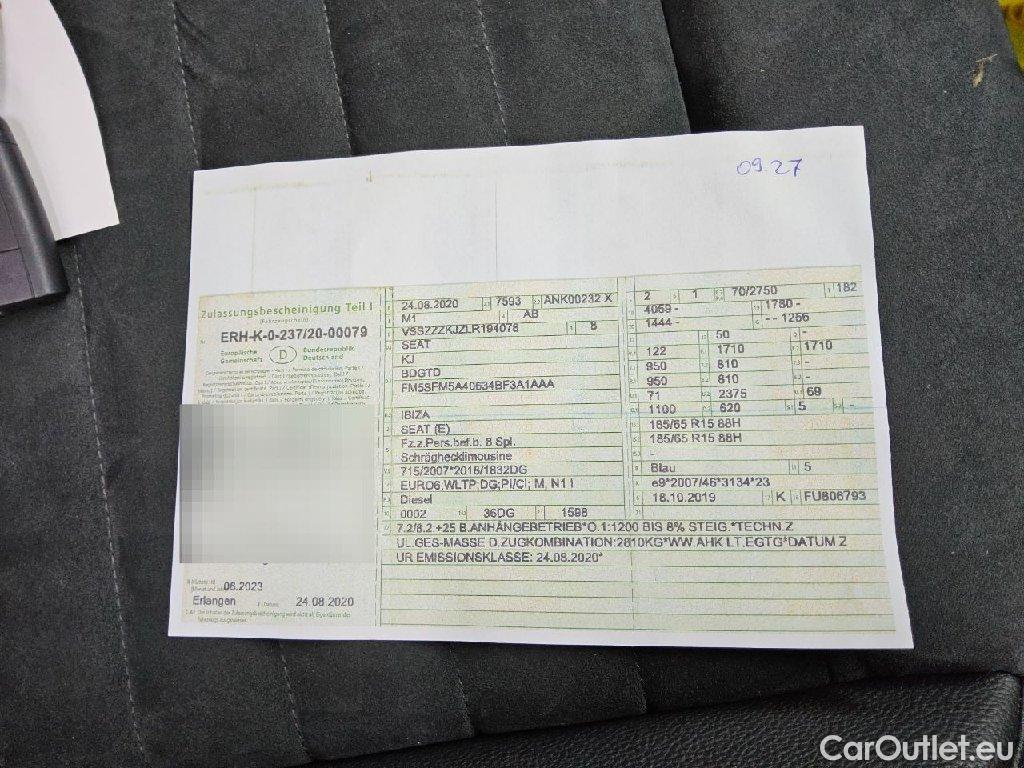 09.27
Zulassungsbescheinigung Teil I
(Fahrzeugschein)
ERH-K-0-237/20-00079
Europäische Gemeinschaft
D
Bundesrepublik Deutschland
06.2023
Erlangen
24.08.2020
24.08.2020 7593 ANK00232 X
M1 AB
VSSZZZKJZLR194078 8
SEAT
KJ
BDGTD
FM5SFM5A40634BF3A1AAA
IBIZA
SEAT (E)
Fz.z.Pers.bef.b. 8 Spl.
Schrägheckclimousine
715/2007*2018/1832DG
EURO6;WLTP;DG;PI/CI; M, N1 I
Diesel
0002 36DG 1598
2 1 70/2750 182
4059 - 1780 -
1444 - - - 1256
50 -
122 1710 1710
950 810 -
950 810 -
71 2375 69
1100 620 5 -
185/65 R15 88H
185/65 R15 88H
-
Blau 5
e9*2007/46*3134*23
18.10.2019 K FU806793
7.2/8.2 +25 B.ANHÄNGEBETRIEB*O.1:1200 BIS 8% STEIG.*TECHN.Z
UL.GES-MASSE D.ZUGKOMBINATION:2810KG*WW.AHK LT.EGTG*DATUM Z
UR EMISSIONSKLASSE: 24.08.2020*
CarOutlet.eu